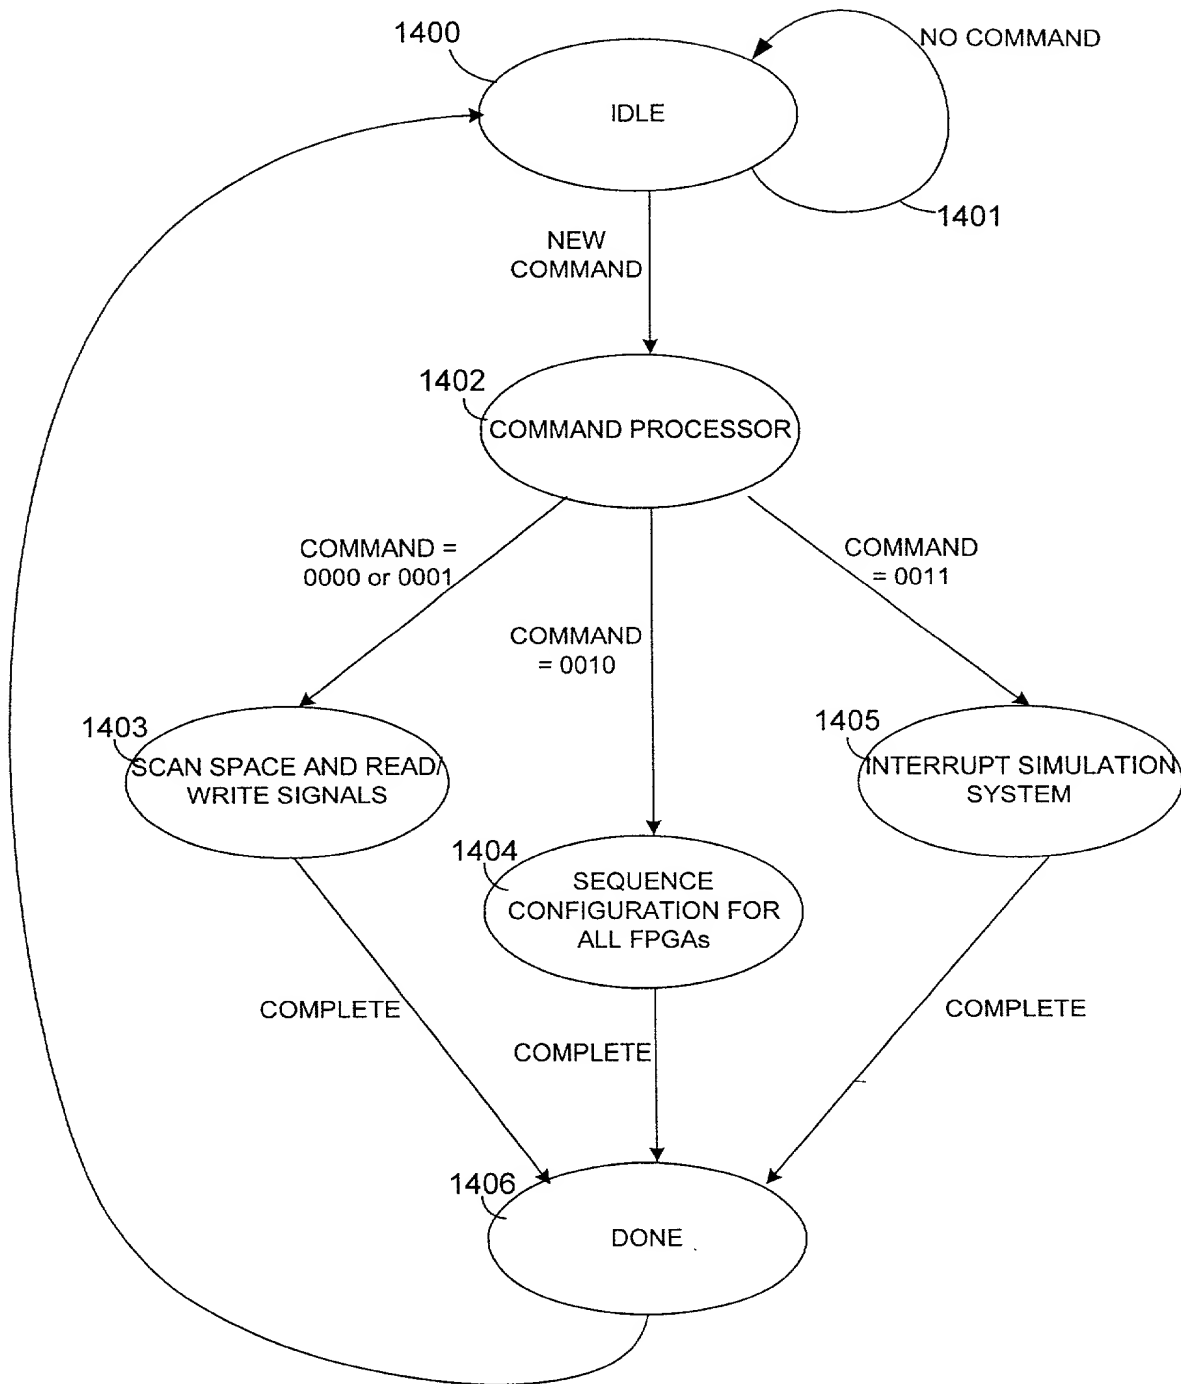 1400
NO COMMAND
IDLE
1401
NEW
COMMAND
1402
COMMAND PROCESSOR
COMMAND =
0000 or 0001
COMMAND
= 0010
COMMAND
= 0011
1403
SCAN SPACE AND READ/
WRITE SIGNALS
1405
INTERRUPT SIMULATION
SYSTEM
1404
SEQUENCE
CONFIGURATION FOR
ALL FPGAs
COMPLETE
COMPLETE
COMPLETE
1406
DONE